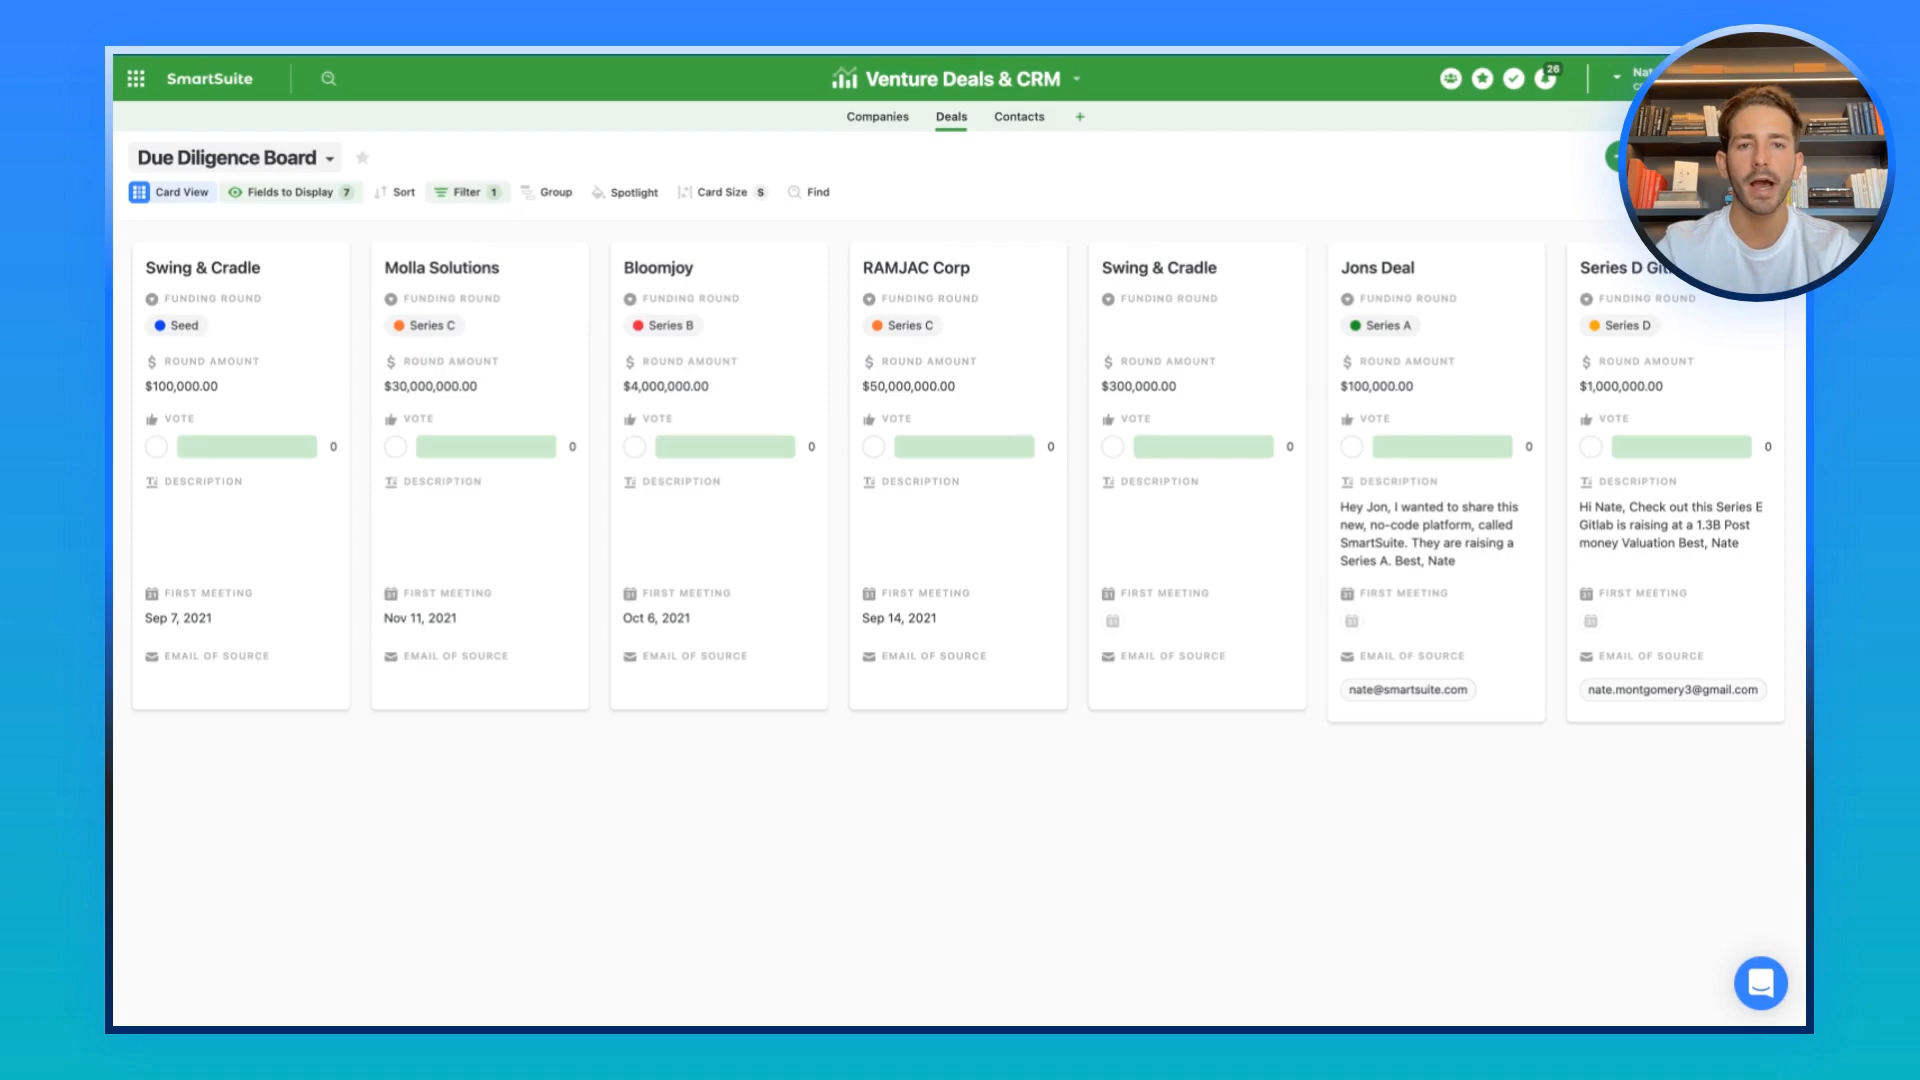 SmartSuite
Venture Deals & CRM
26
Companies
Deals
Contacts
+
Due Diligence Board
Card View
Fields to Display 7
Sort
Filter 1
Group
Spotlight
Card Size S
Find
Swing & Cradle
FUNDING ROUND
Seed
ROUND AMOUNT
$100,000.00
VOTE
0
DESCRIPTION
FIRST MEETING
Sep 7, 2021
EMAIL OF SOURCE
Molla Solutions
FUNDING ROUND
Series C
ROUND AMOUNT
$30,000,000.00
VOTE
0
DESCRIPTION
FIRST MEETING
Nov 11, 2021
EMAIL OF SOURCE
Bloomjoy
FUNDING ROUND
Series B
ROUND AMOUNT
$4,000,000.00
VOTE
0
DESCRIPTION
FIRST MEETING
Oct 6, 2021
EMAIL OF SOURCE
RAMJAC Corp
FUNDING ROUND
Series C
ROUND AMOUNT
$50,000,000.00
VOTE
0
DESCRIPTION
FIRST MEETING
Sep 14, 2021
EMAIL OF SOURCE
Swing & Cradle
FUNDING ROUND
ROUND AMOUNT
$300,000.00
VOTE
0
DESCRIPTION
FIRST MEETING
EMAIL OF SOURCE
Jons Deal
FUNDING ROUND
Series A
ROUND AMOUNT
$100,000.00
VOTE
0
DESCRIPTION
Hey Jon, I wanted to share this
new, no-code platform, called
SmartSuite. They are raising a
Series A. Best, Nate
FIRST MEETING
EMAIL OF SOURCE
nate@smartsuite.com
Series D
FUNDING ROUND
Series D
ROUND AMOUNT
$1,000,000.00
VOTE
0
DESCRIPTION
Hi Nate, Check out this Series E
Gitlab is raising at a 1.3B Post
money Valuation Best, Nate
FIRST MEETING
EMAIL OF SOURCE
nate.montgomery3@gmail.com